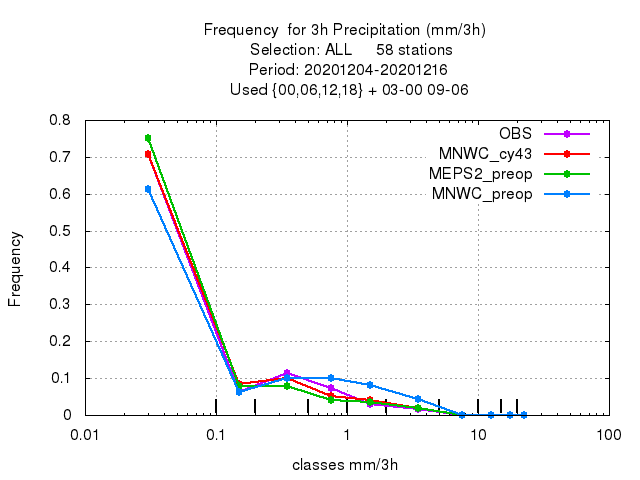 Frequency  for 3h Precipitation (mm/3h)
Selection: ALL     58 stations
Period: 20201204-20201216
Used {00,06,12,18} + 03-00 09-06
OBS
MNWC_cy43
MEPS2_preop
MNWC_preop
0.8
0.7
0.6
0.5
0.4
0.3
0.2
0.1
0
Frequency
0.01 0.1 1 10 100
classes mm/3h